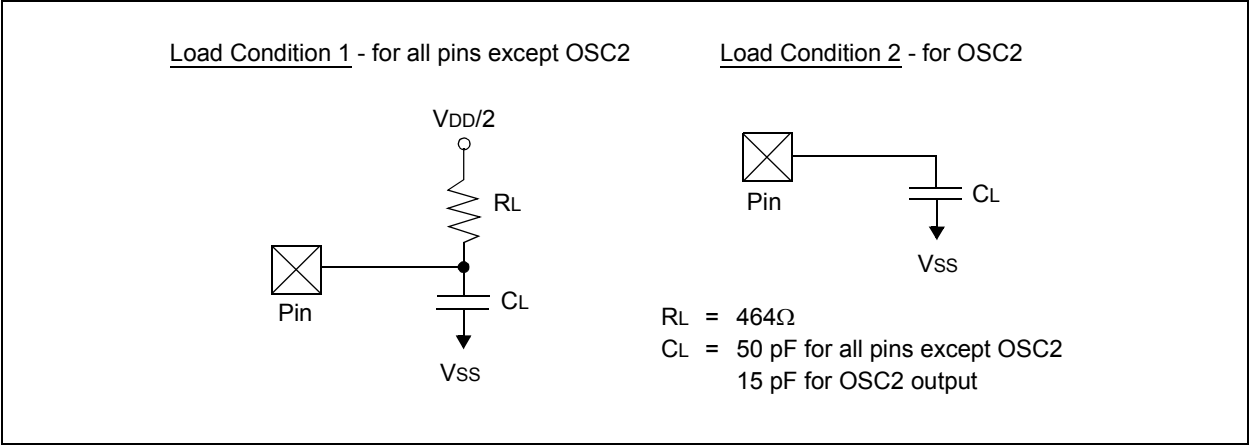 Load Condition 1 - for all pins except OSC2
VDD/2
RL
Pin
CL
VSS
Load Condition 2 - for OSC2
Pin
CL
VSS
RL = 464Ω
CL = 50 pF for all pins except OSC2
15 pF for OSC2 output